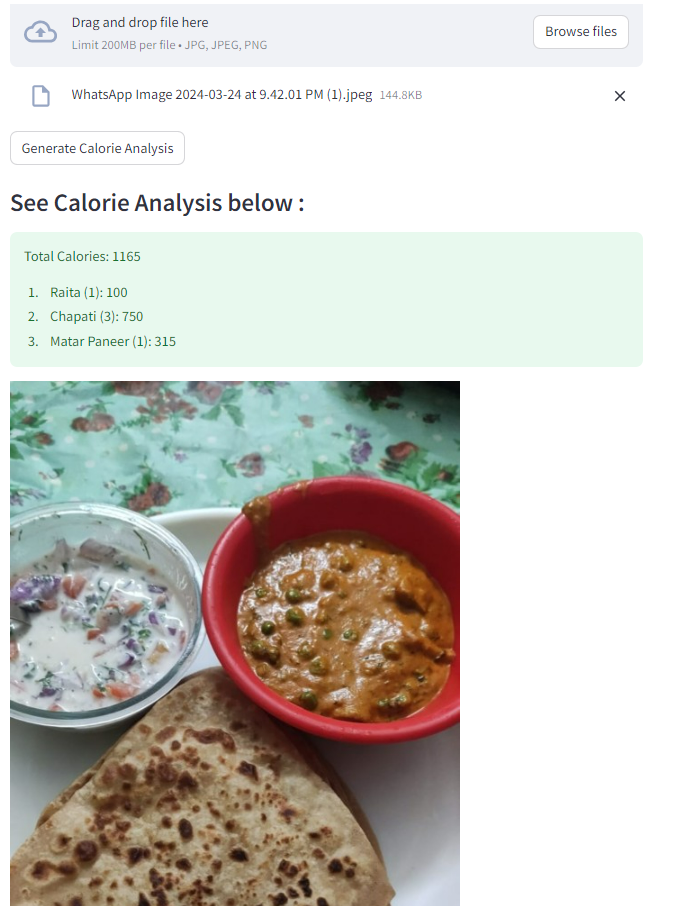 Drag and drop file here
Limit 200MB per file • JPG, JPEG, PNG
Browse files
WhatsApp Image 2024-03-24 at 9.42.01 PM (1).jpeg 144.8KB
Generate Calorie Analysis
See Calorie Analysis below :
Total Calories: 1165
1. Raita (1): 100
2. Chapati (3): 750
3. Matar Paneer (1): 315